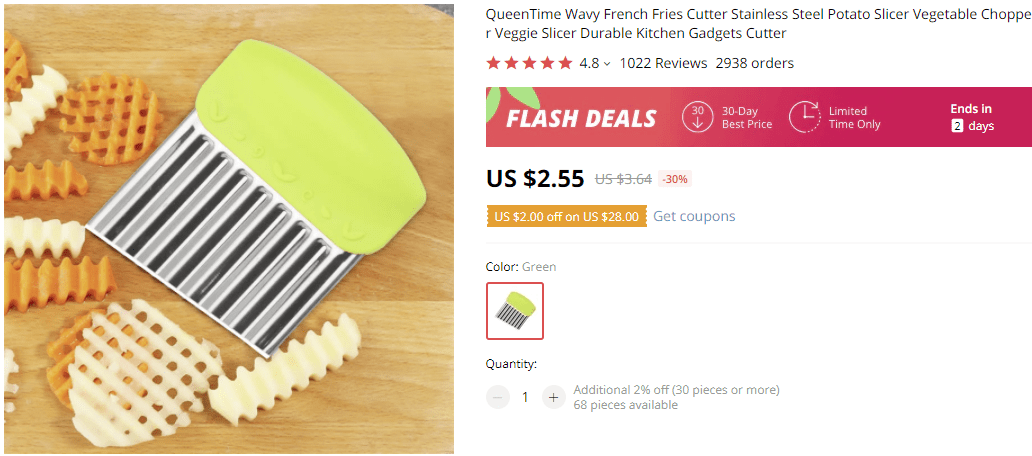 QueenTime Wavy French Fries Cutter Stainless Steel Potato Slicer Vegetable Choppe
r Veggie Slicer Durable Kitchen Gadgets Cutter
4.8 1022 Reviews 2938 orders
FLASH DEALS 30 30-Day Best Price Limited Time Only Ends in 2 days
US $2.55 US $3.64 -30%
US $2.00 off on US $28.00 Get coupons
Color: Green
Quantity:
1
Additional 2% off (30 pieces or more)
68 pieces available